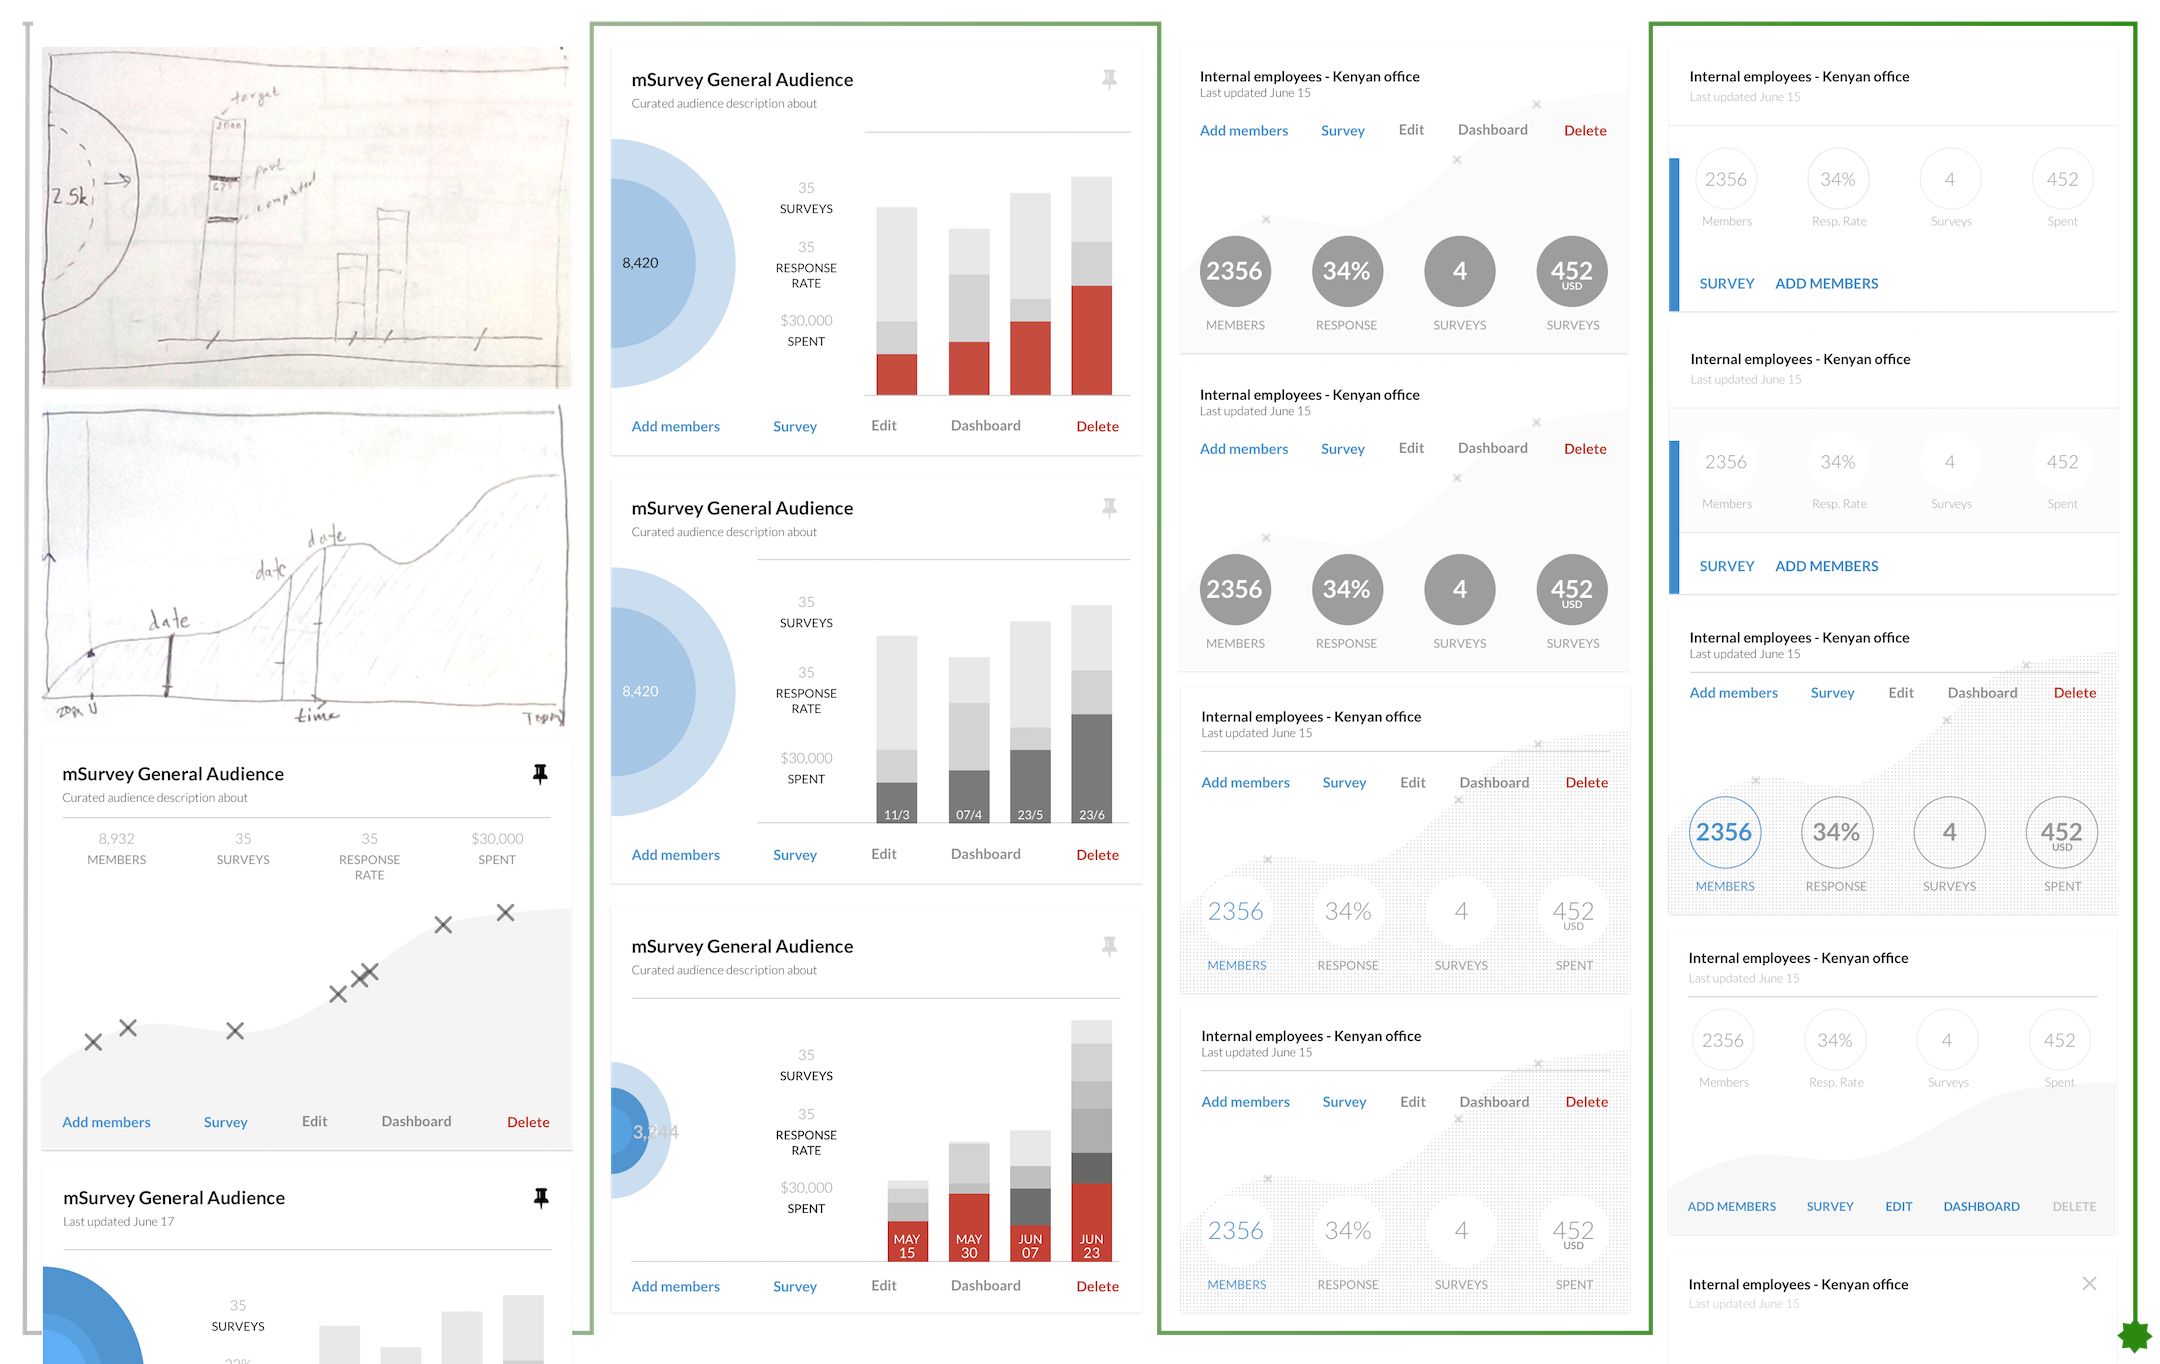 target
2000
part
675
completed
2.5k
date
date
date
time
mSurvey General Audience
Curated audience description about
8,932
MEMBERS
35
SURVEYS
35
RESPONSE
RATE
$30,000
SPENT
Add members Survey Edit Dashboard Delete
mSurvey General Audience
Last updated June 17
35
SURVEYS
mSurvey General Audience
Curated audience description about
8,420
35
SURVEYS
35
RESPONSE
RATE
$30,000
SPENT
Add members Survey Edit Dashboard Delete
mSurvey General Audience
Curated audience description about
8,420
35
SURVEYS
35
RESPONSE
RATE
$30,000
SPENT
11/3 07/4 23/5 23/6
Add members Survey Edit Dashboard Delete
mSurvey General Audience
Curated audience description about
3,244
35
SURVEYS
35
RESPONSE
RATE
$30,000
SPENT
MAY
15
MAY
30
JUN
07
JUN
23
Add members Survey Edit Dashboard Delete
Internal employees - Kenyan office
Last updated June 15
Add members Survey Edit Dashboard Delete
2356 34% 4 452
USD
MEMBERS RESPONSE SURVEYS SURVEYS
Internal employees - Kenyan office
Last updated June 15
Add members Survey Edit Dashboard Delete
2356 34% 4 452
USD
MEMBERS RESPONSE SURVEYS SURVEYS
Internal employees - Kenyan office
Last updated June 15
Add members Survey Edit Dashboard Delete
2356 34% 4 452
USD
MEMBERS RESPONSE SURVEYS SPENT
Internal employees - Kenyan office
Last updated June 15
Add members Survey Edit Dashboard Delete
2356 34% 4 452
USD
MEMBERS RESPONSE SURVEYS SPENT
Internal employees - Kenyan office
Last updated June 15
2356 34% 4 452
Members Resp. Rate Surveys Spent
SURVEY ADD MEMBERS
Internal employees - Kenyan office
Last updated June 15
2356 34% 4 452
Members Resp. Rate Surveys Spent
SURVEY ADD MEMBERS
Internal employees - Kenyan office
Last updated June 15
Add members Survey Edit Dashboard Delete
2356 34% 4 452
USD
MEMBERS RESPONSE SURVEYS SPENT
Internal employees - Kenyan office
Last updated June 15
2356 34% 4 452
Members Resp. Rate Surveys Spent
ADD MEMBERS SURVEY EDIT DASHBOARD DELETE
Internal employees - Kenyan office
Last updated June 15